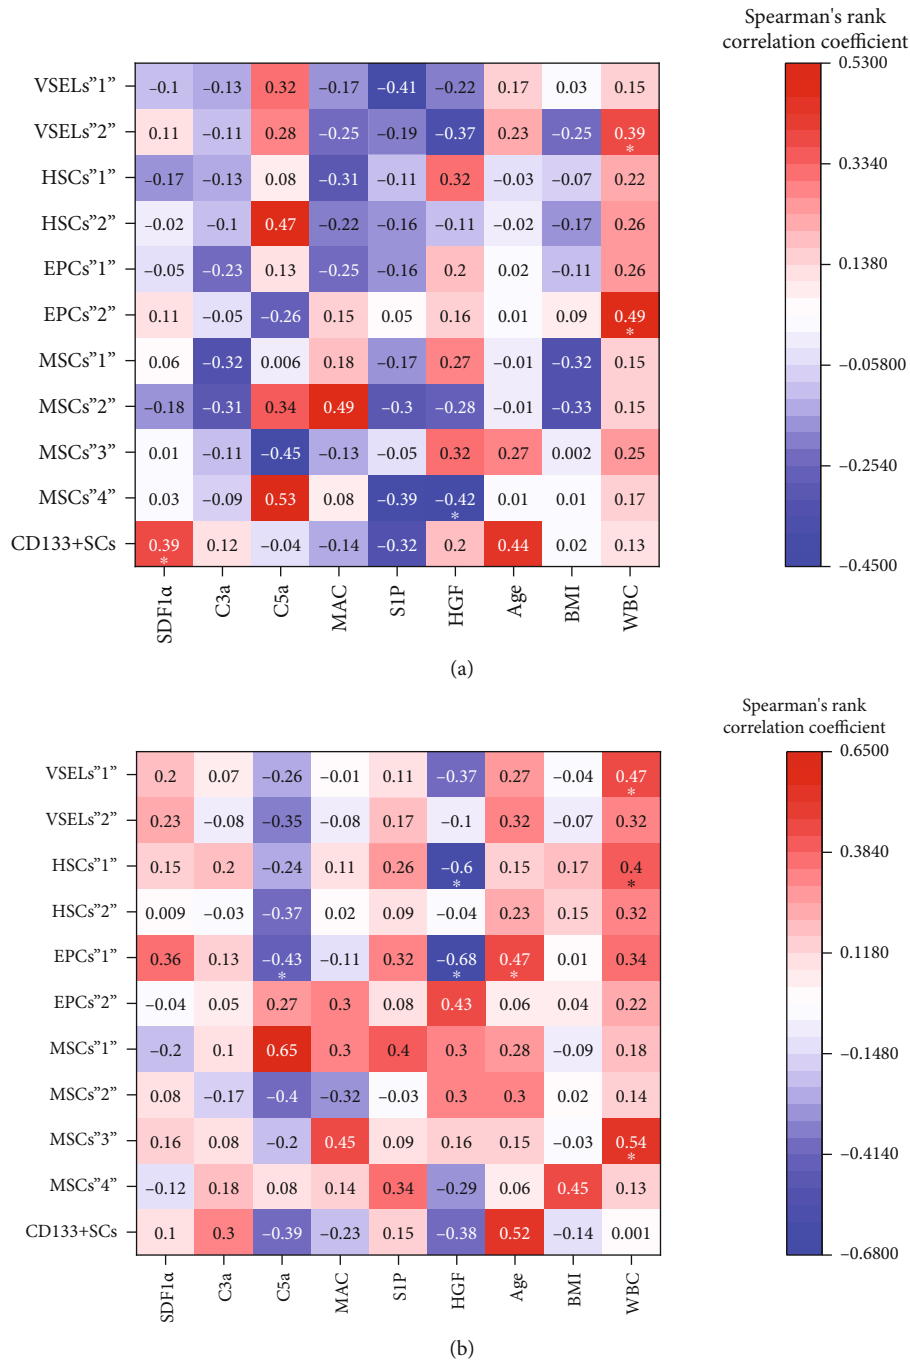 (a)
Spearman's rank
correlation coefficient
VSELs”1” −0.1 −0.13 0.32 −0.17 −0.41 −0.22 0.17 0.03 0.15
VSELs”2” 0.11 −0.11 0.28 −0.25 −0.19 −0.37 0.23 −0.25 0.39 *
HSCs”1” −0.17 −0.13 0.08 −0.31 −0.11 0.32 −0.03 −0.07 0.22
HSCs”2” −0.02 −0.1 0.47 −0.22 −0.16 −0.11 −0.02 −0.17 0.26
EPCs”1” −0.05 −0.23 0.13 −0.25 −0.16 0.2 0.02 −0.11 0.26
EPCs”2” 0.11 −0.05 −0.26 0.15 0.05 0.16 0.01 0.09 0.49 *
MSCs”1” 0.06 −0.32 0.006 0.18 −0.17 0.27 −0.01 −0.32 0.15
MSCs”2” −0.18 −0.31 0.34 0.49 −0.3 −0.28 −0.01 −0.33 0.15
MSCs”3” 0.01 −0.11 −0.45 −0.13 −0.05 0.32 0.27 0.002 0.25
MSCs”4” 0.03 −0.09 0.53 0.08 −0.39 −0.42 * 0.01 0.01 0.17
CD133+SCs 0.39 * 0.12 −0.04 −0.14 −0.32 0.2 0.44 0.02 0.13
SDF1α C3a C5a MAC S1P HGF Age BMI WBC
0.5300
0.3340
0.1380
−0.05800
−0.2540
−0.4500
(a)
Spearman's rank
correlation coefficient
VSELs”1” 0.2 0.07 −0.26 −0.01 0.11 −0.37 0.27 −0.04 0.47 *
VSELs”2” 0.23 −0.08 −0.35 −0.08 0.17 −0.1 0.32 −0.07 0.32
HSCs”1” 0.15 0.2 −0.24 0.11 0.26 −0.6 * 0.15 0.17 0.4 *
HSCs”2” 0.009 −0.03 −0.37 0.02 0.09 −0.04 0.23 0.15 0.32
EPCs”1” 0.36 0.13 −0.43 * −0.11 0.32 −0.68 * 0.47 * 0.01 0.34
EPCs”2” −0.04 0.05 0.27 0.3 0.08 0.43 0.06 0.04 0.22
MSCs”1” −0.2 0.1 0.65 0.3 0.4 0.3 0.28 −0.09 0.18
MSCs”2” 0.08 −0.17 −0.4 −0.32 −0.03 0.3 0.3 0.02 0.14
MSCs”3” 0.16 0.08 −0.2 0.45 0.09 0.16 0.15 −0.03 0.54 *
MSCs”4” −0.12 0.18 0.08 0.14 0.34 −0.29 0.06 0.45 0.13
CD133+SCs 0.1 0.3 −0.39 −0.23 0.15 −0.38 0.52 −0.14 0.001
SDF1α C3a C5a MAC S1P HGF Age BMI WBC
0.6500
0.3840
0.1180
−0.1480
−0.4140
−0.6800
(b)